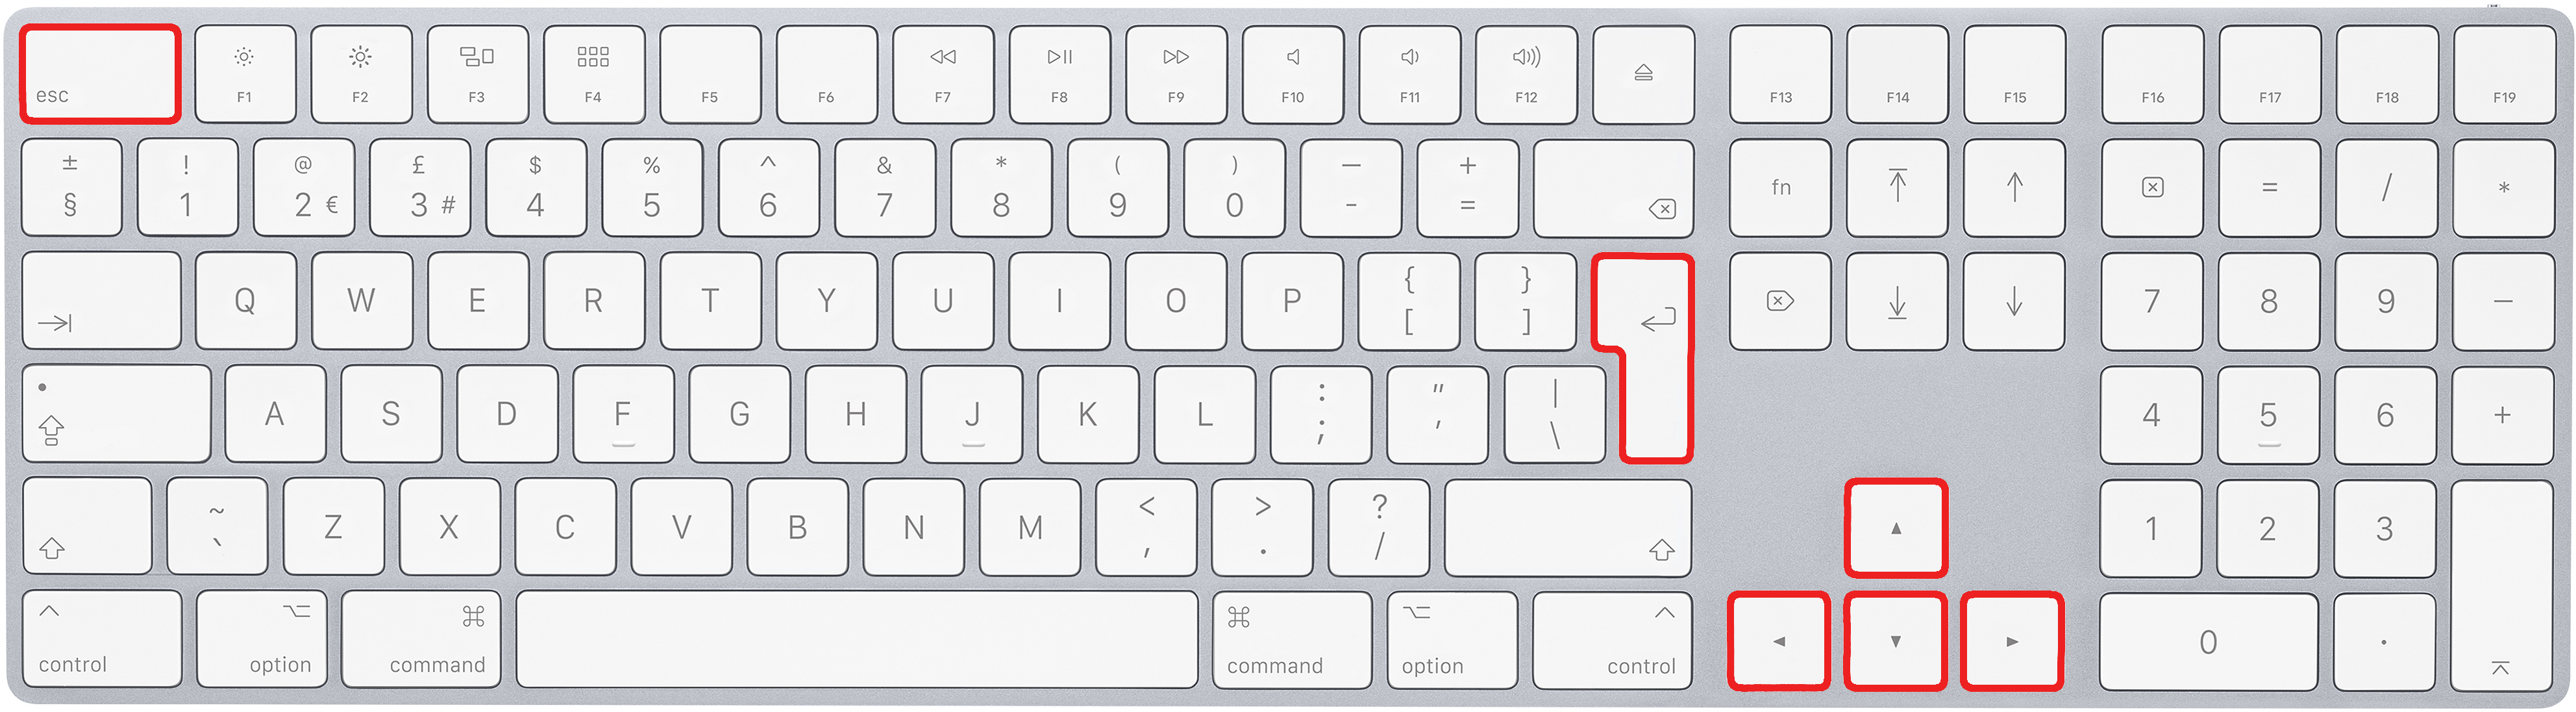 esc F1 F2 F3 F4 F5 F6 F7 F8 F9 F10 F11 F12 F13 F14 F15 F16 F17 F18 F19
± ! @ £ $ % ^ & * ( ) — +
§ 1 2 € 3 # 4 5 6 7 8 9 0 - = fn = / *
Q W E R T Y U I O P { } 7 8 9 −
[ ]
A S D F G H J K L : " | 4 5 6 +
; ' \
~ Z X C V B N M < > ? 1 2 3
` , . /
control option command command option control 0 .